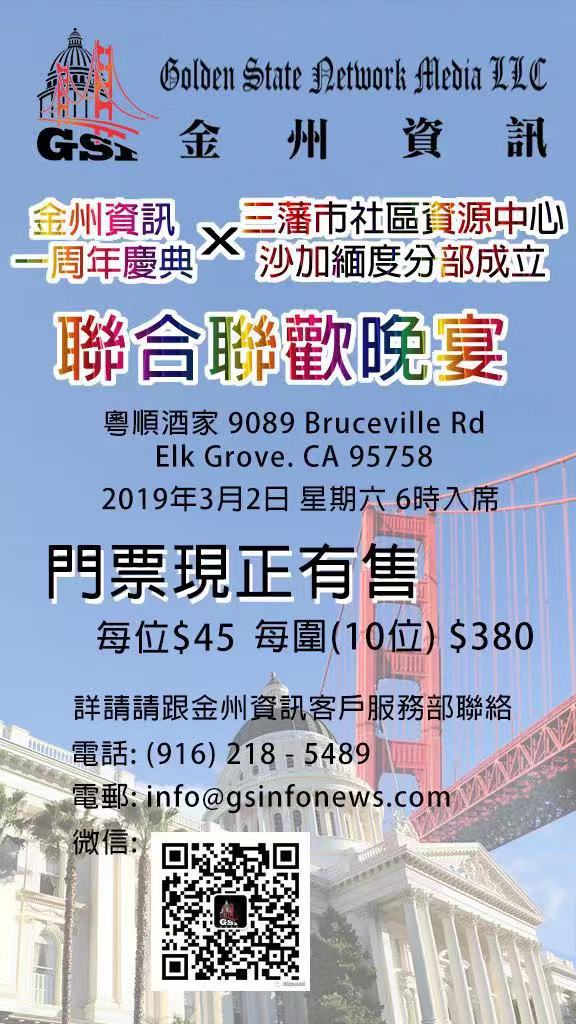 Golden State Network Media LLC
GSI 金州資訊
金州資訊
一周年慶典
×
三藩市社區資源中心
沙加緬度分部成立
聯合聯歡晚宴
粵順酒家 9089 Bruceville Rd
Elk Grove. CA 95758
2019年3月2日 星期六 6時入席
門票現正有售
每位$45 每圍(10位) $380
詳請請跟金州資訊客戶服務部聯絡
電話: (916) 218 - 5489
電郵: info@gsinfonews.com
微信:
GSI